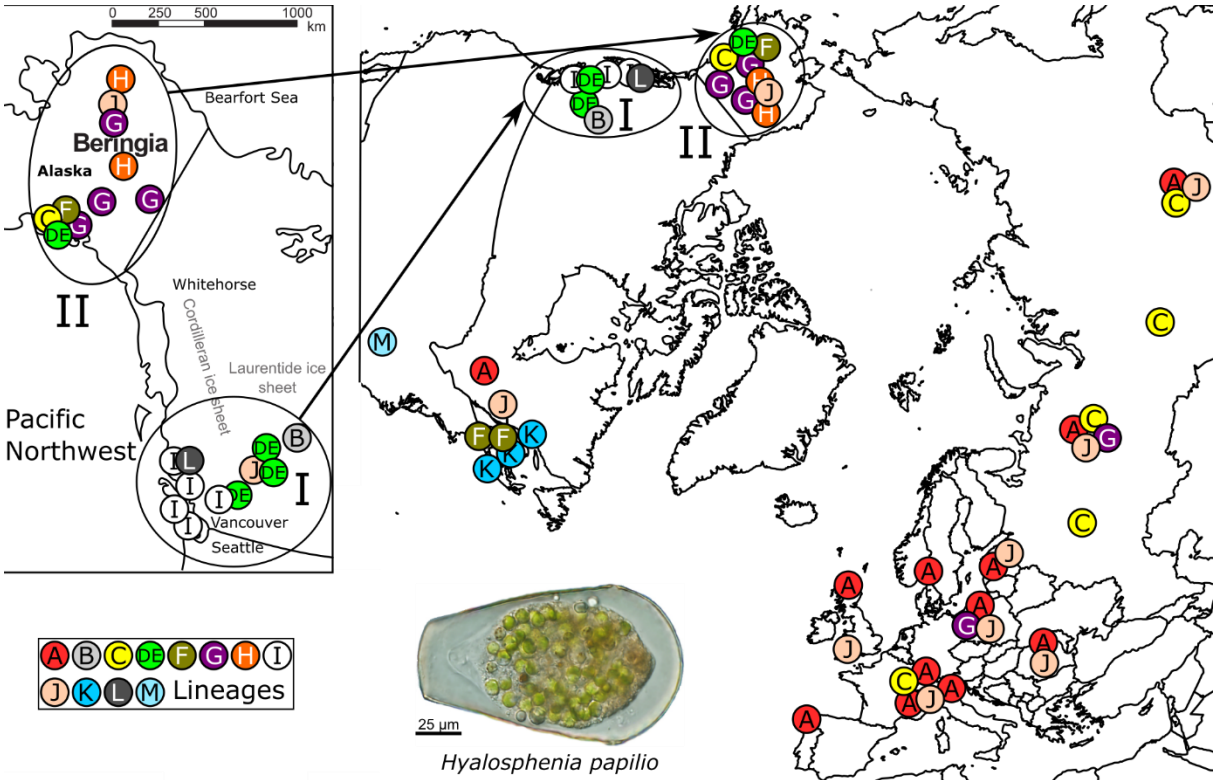 0 250 500 1000
km
Bearfort Sea
H
J
G
Beringia
H
Alaska
G
G
F
C
G
DE
Whitehorse
II
Cordilleran ice sheet
Laurentide ice
sheet
Pacific
Northwest
B
DE
I L
J DE
I
I
I DE
I
Vancouver
I
Seattle
A B C DE F G H I
J K L M Lineages
I DE I L
DE
B
I
DE F
C G
G H
G J
H
II
M
A
J
F F K
K
K
A J
C
C
C
A G
J
C
J
A
A
A
A
G J
J
A
J
A
C
A
A J
A
25 µm
Hyalosphenia papilio